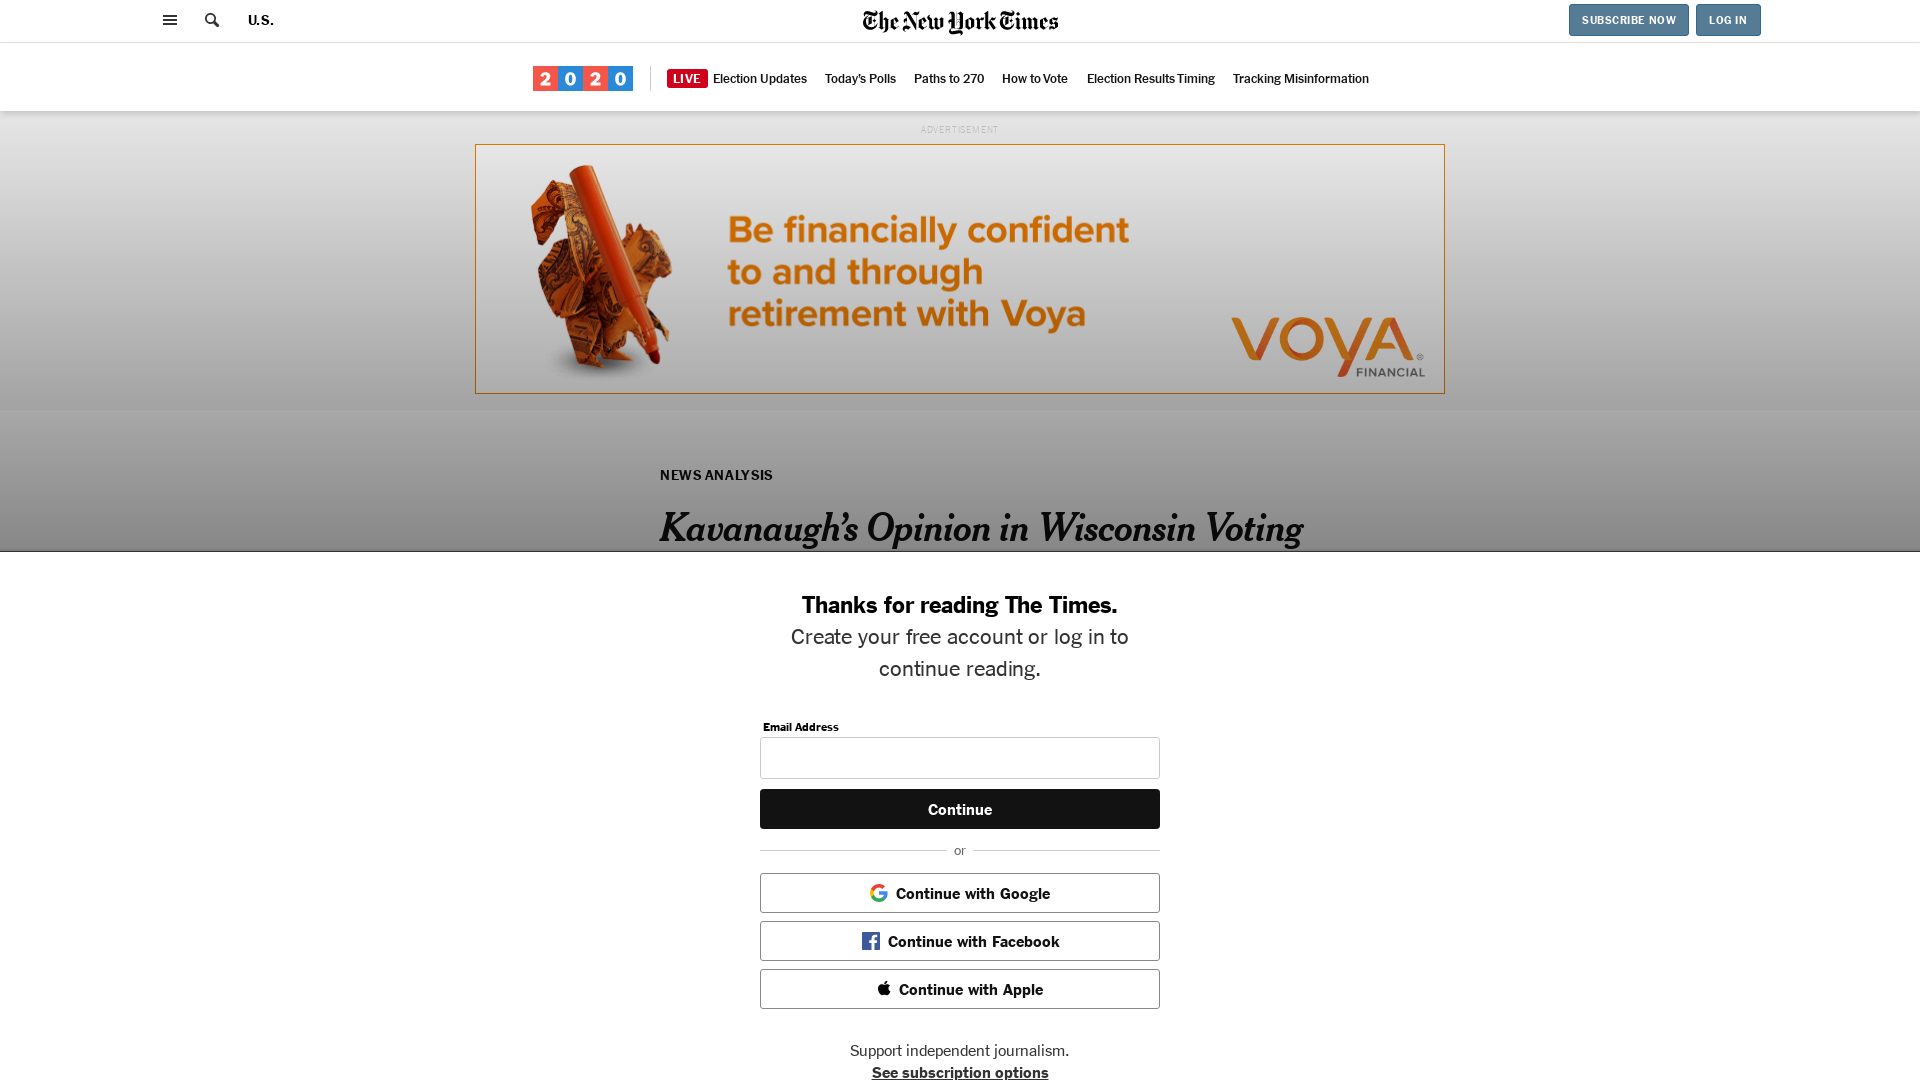 U.S.
The New York Times
SUBSCRIBE NOW
LOG IN
2020
LIVE Election Updates
Today's Polls
Paths to 270
How to Vote
Election Results Timing
Tracking Misinformation
ADVERTISEMENT
Be financially confident
to and through
retirement with Voya
VOYA®
FINANCIAL
NEWS ANALYSIS
Kavanaugh's Opinion in Wisconsin Voting
Thanks for reading The Times.
Create your free account or log in to
continue reading.
Email Address
Continue
or
Continue with Google
Continue with Facebook
Continue with Apple
Support independent journalism.
See subscription options